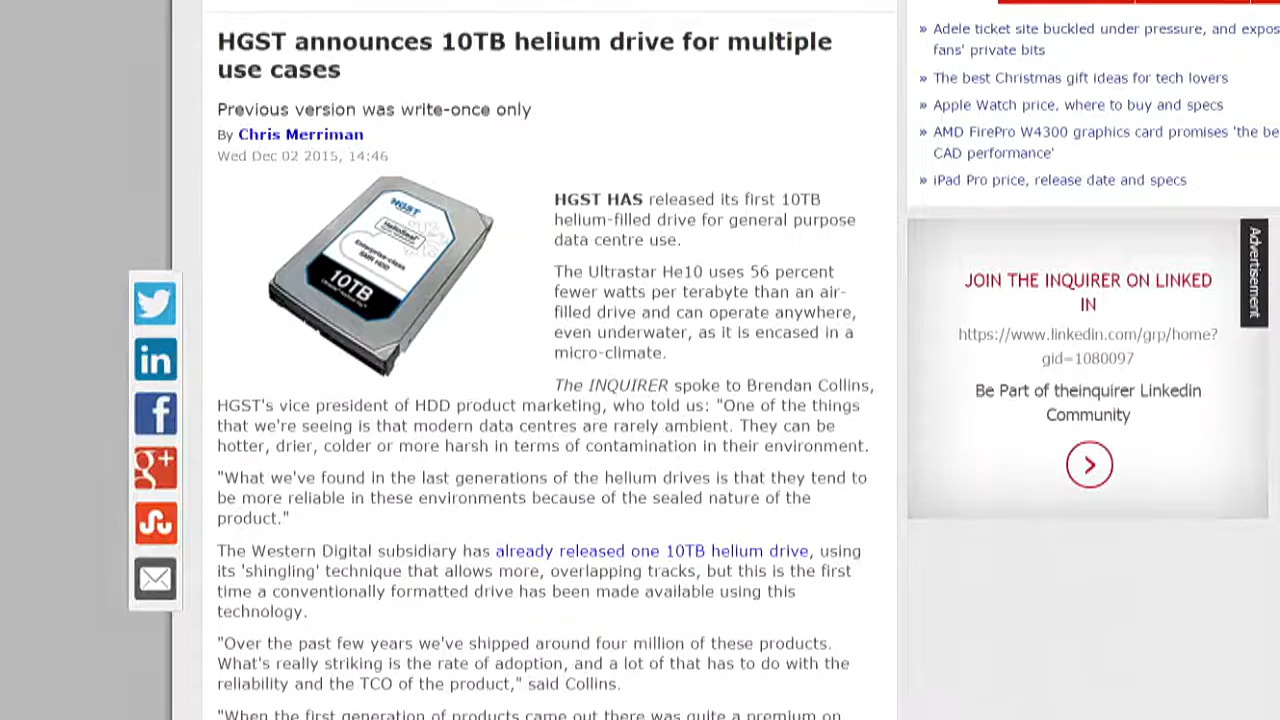 HGST announces 10TB helium drive for multiple
use cases
Previous version was write-once only
By Chris Merriman
Wed Dec 02 2015, 14:46
HGST
HelioSeal
Enterprise-class
SMR HDD
10TB
HGST HAS released its first 10TB
helium-filled drive for general purpose
data centre use.
The Ultrastar He10 uses 56 percent
fewer watts per terabyte than an air-
filled drive and can operate anywhere,
even underwater, as it is encased in a
micro-climate.
The INQUIRER spoke to Brendan Collins,
HGST's vice president of HDD product marketing, who told us: "One of the things
that we're seeing is that modern data centres are rarely ambient. They can be
hotter, drier, colder or more harsh in terms of contamination in their environment.
"What we've found in the last generations of the helium drives is that they tend to
be more reliable in these environments because of the sealed nature of the
product."
The Western Digital subsidiary has already released one 10TB helium drive, using
its 'shingling' technique that allows more, overlapping tracks, but this is the first
time a conventionally formatted drive has been made available using this
technology.
"Over the past few years we've shipped around four million of these products.
What's really striking is the rate of adoption, and a lot of that has to do with the
reliability and the TCO of the product," said Collins.
"When the first generation of products came out there was quite a premium on
in
f
g+
» Adele ticket site buckled under pressure, and expos
fans' private bits
» The best Christmas gift ideas for tech lovers
» Apple Watch price, where to buy and specs
» AMD FirePro W4300 graphics card promises 'the be
CAD performance'
» iPad Pro price, release date and specs
Advertisement
JOIN THE INQUIRER ON LINKED
IN
https://www.linkedin.com/grp/home?
gid=1080097
Be Part of theinquirer Linkedin
Community